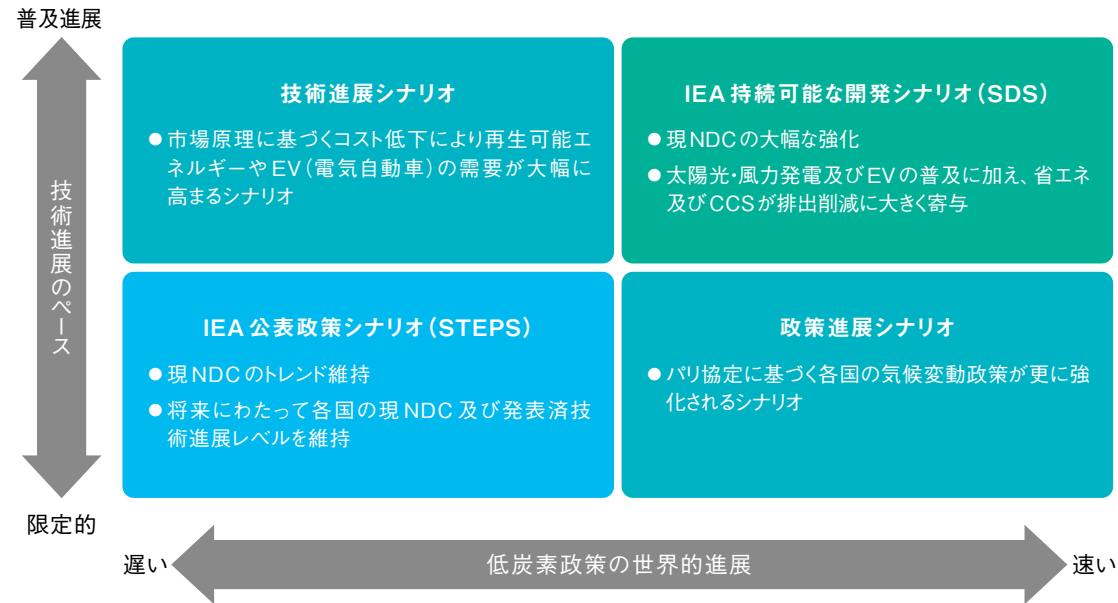 普及進展
技術進展のペース
限定的
技術進展シナリオ
●市場原理に基づくコスト低下により再生可能エ
ネルギーやEV(電気自動車)の需要が大幅に
高まるシナリオ
IEA 持続可能な開発シナリオ(SDS)
●現NDCの大幅な強化
●太陽光・風力発電及びEVの普及に加え、省エネ
及びCCSが排出削減に大きく寄与
IEA 公表政策シナリオ(STEPS)
●現NDCのトレンド維持
●将来にわたって各国の現NDC及び発表済技
術進展レベルを維持
政策進展シナリオ
●パリ協定に基づく各国の気候変動政策が更に強
化されるシナリオ
遅い
低炭素政策の世界的進展
速い